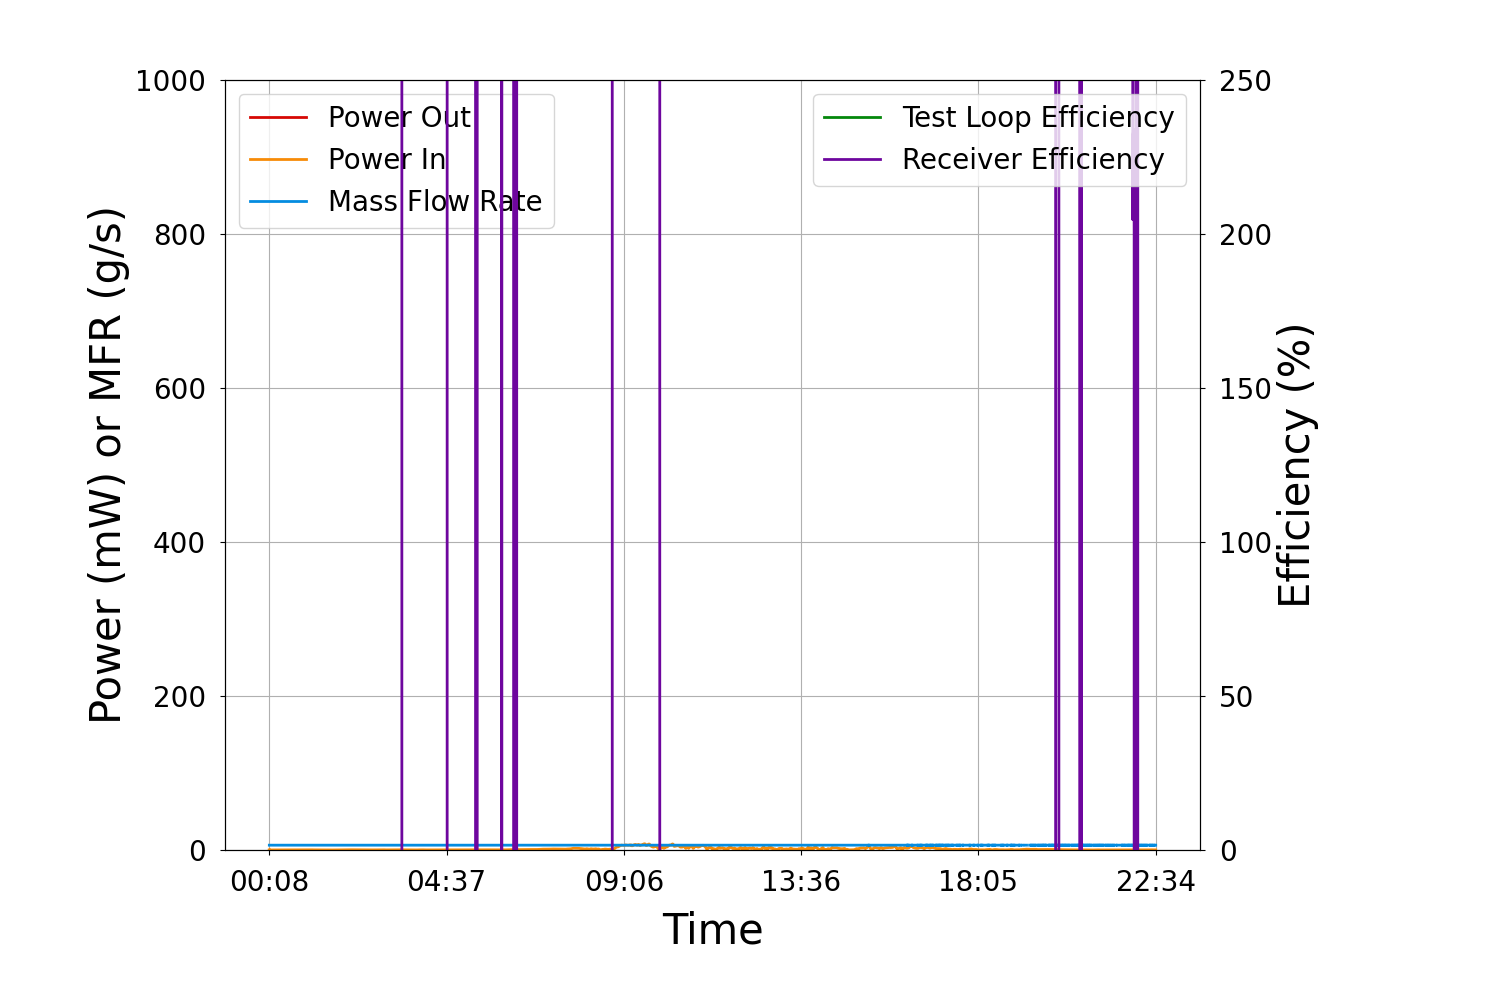 1000
800
600
400
200
0
Power (mW) or MFR (g/s)
Power Out
Power In
Mass Flow Rate
Test Loop Efficiency
Receiver Efficiency
250
200
150
100
50
0
Efficiency (%)
00:08 04:37 09:06 13:36 18:05 22:34
Time